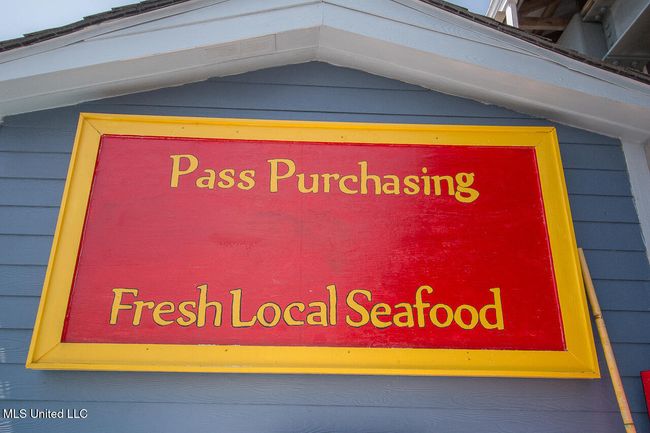 Pass Purchasing
Fresh Local Seafood
MLS United LLC